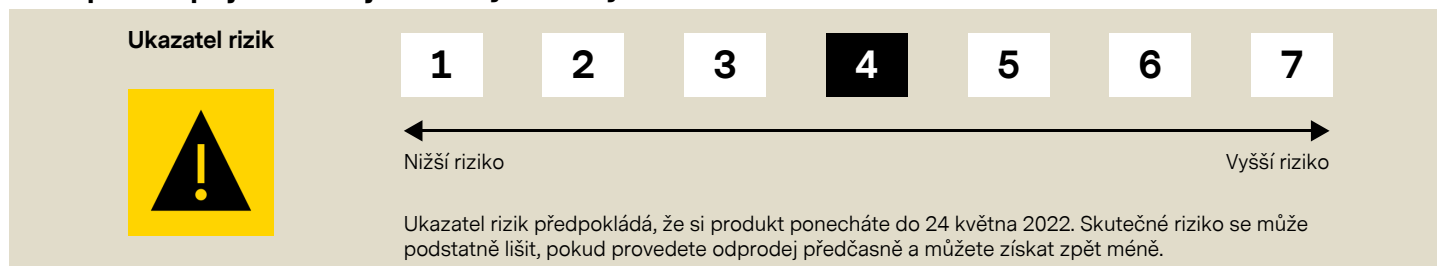 Ukazatel rizik
1 2 3 4 5 6 7
Nižší riziko Vyšší riziko
Ukazatel rizik předpokládá, že si produkt ponecháte do 24 května 2022. Skutečné riziko se může
podstatně lišit, pokud provedete odprodej předčasně a můžete získat zpět méně.